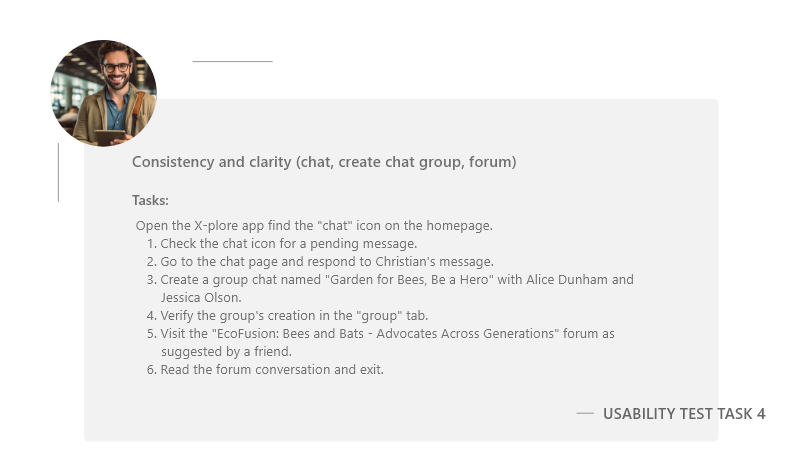 Consistency and clarity (chat, create chat group, forum)
Tasks:
Open the X-plore app find the "chat" icon on the homepage.
1. Check the chat icon for a pending message.
2. Go to the chat page and respond to Christian's message.
3. Create a group chat named "Garden for Bees, Be a Hero" with Alice Dunham and
Jessica Olson.
4. Verify the group's creation in the "group" tab.
5. Visit the "EcoFusion: Bees and Bats - Advocates Across Generations" forum as
suggested by a friend.
6. Read the forum conversation and exit.
USABILITY TEST TASK 4